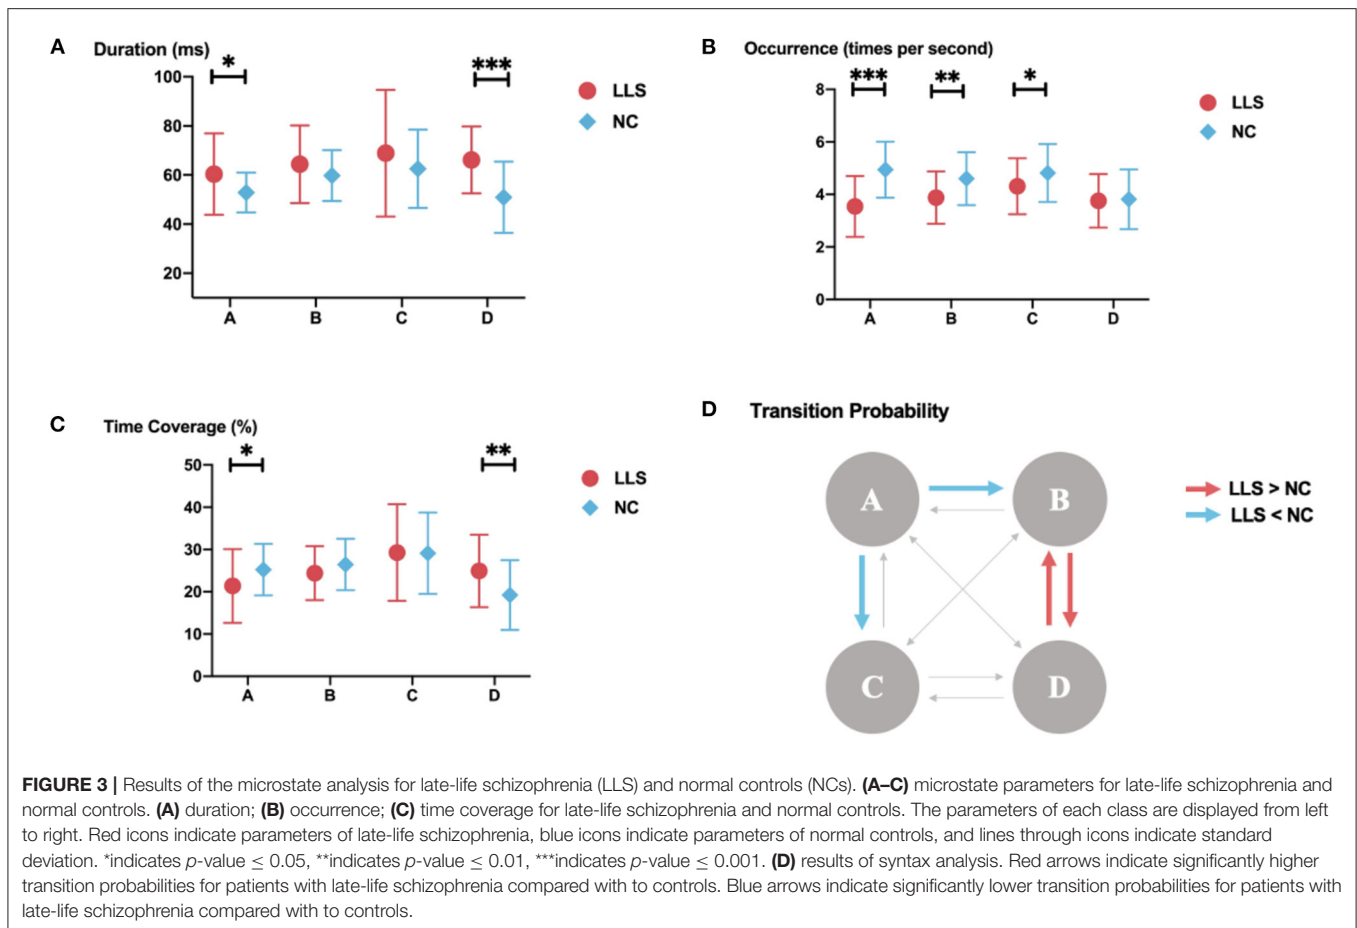 A Duration (ms)
* ***
100
80
60
40
20
A B C D
LLS
NC
B Occurrence (times per second)
*** ** *
8
6
4
2
0
A B C D
LLS
NC
C Time Coverage (%)
* **
50
40
30
20
10
0
A B C D
LLS
NC
D Transition Probability
A B
C D
LLS > NC
LLS < NC
FIGURE 3 | Results of the microstate analysis for late-life schizophrenia (LLS) and normal controls (NCs). (A–C) microstate parameters for late-life schizophrenia and
normal controls. (A) duration; (B) occurrence; (C) time coverage for late-life schizophrenia and normal controls. The parameters of each class are displayed from left
to right. Red icons indicate parameters of late-life schizophrenia, blue icons indicate parameters of normal controls, and lines through icons indicate standard
deviation. *indicates p-value ≤ 0.05, **indicates p-value ≤ 0.01, ***indicates p-value ≤ 0.001. (D) results of syntax analysis. Red arrows indicate significantly higher
transition probabilities for patients with late-life schizophrenia compared with to controls. Blue arrows indicate significantly lower transition probabilities for patients with
late-life schizophrenia compared with to controls.